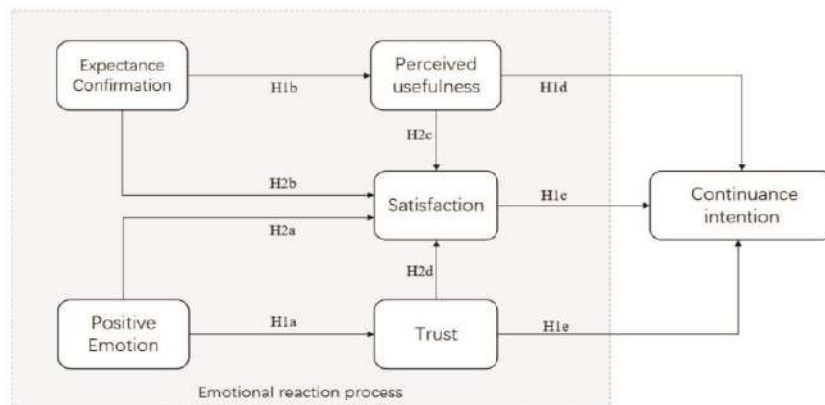 Expectance
Confirmation
H1b
Perceived
usefulness
H1d
H2c
H2b
Satisfaction
H1c
Continuance
intention
H2a
H2d
Positive
Emotion
H1a
Trust
H1e
Emotional reaction process